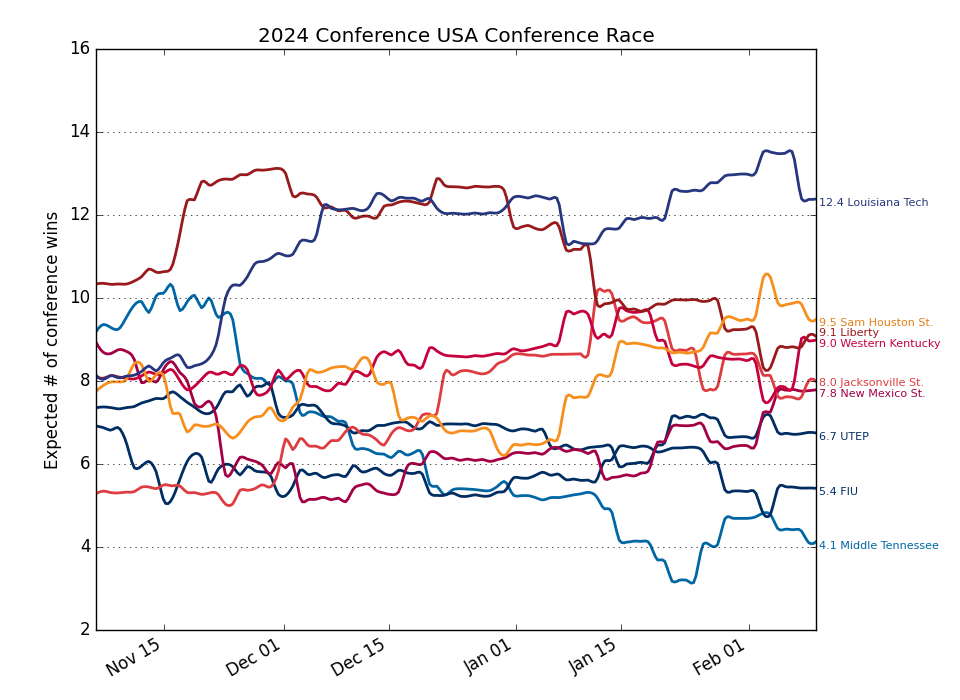 2024 Conference USA Conference Race
Expected # of conference wins
16
14
12
10
8
6
4
2
12.4 Louisiana Tech
9.5 Sam Houston St.
9.1 Liberty
9.0 Western Kentucky
8.0 Jacksonville St.
7.8 New Mexico St.
6.7 UTEP
5.4 FIU
4.1 Middle Tennessee
Nov 15
Dec 01
Dec 15
Jan 01
Jan 15
Feb 01